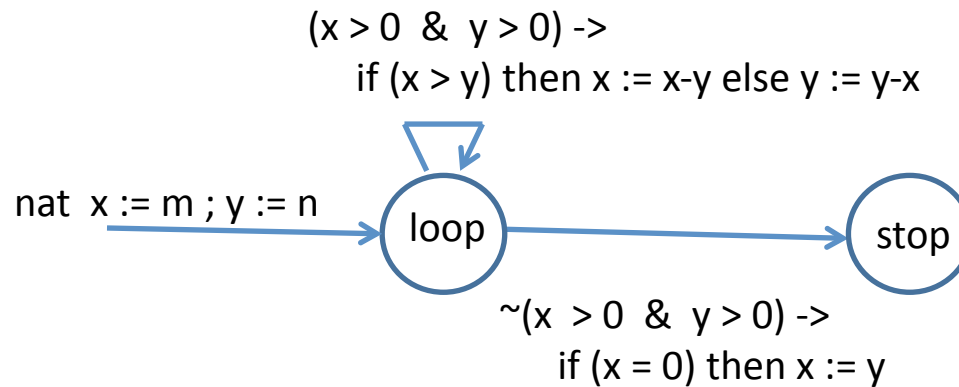 (x > 0 & y > 0) ->
if (x > y) then x := x-y else y := y-x
nat x := m ; y := n
loop
stop
~(x > 0 & y > 0) ->
if (x = 0) then x := y